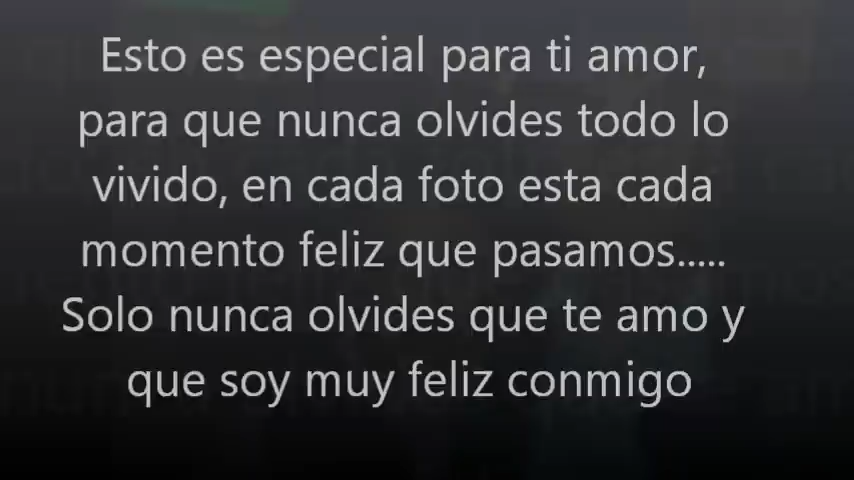 Esto es especial para ti amor,
para que nunca olvides todo lo
vivido, en cada foto esta cada
momento feliz que pasamos.....
Solo nunca olvides que te amo y
que soy muy feliz conmigo